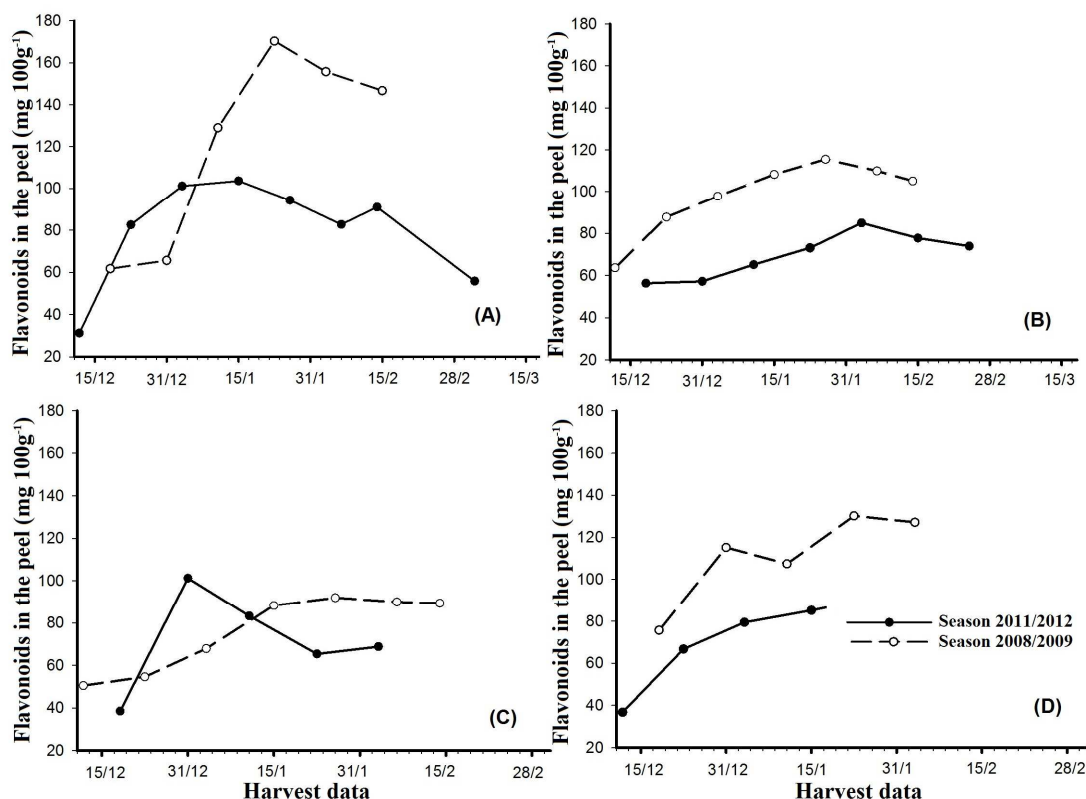 Flavonoids in the peel (mg 100g⁻¹)
180
160
140
120
100
80
60
40
20
(A)
15/12 31/12 15/1 31/1 15/2 28/2 15/3
Flavonoids in the peel (mg 100g⁻¹)
180
160
140
120
100
80
60
40
20
(B)
15/12 31/12 15/1 31/1 15/2 28/2 15/3
Flavonoids in the peel (mg 100g⁻¹)
180
160
140
120
100
80
60
40
20
(C)
15/12 31/12 15/1 31/1 15/2 28/2
Harvest data
Flavonoids in the peel (mg 100g⁻¹)
180
160
140
120
100
80
60
40
20
Season 2011/2012
Season 2008/2009
(D)
15/12 31/12 15/1 31/1 15/2 28/2
Harvest data